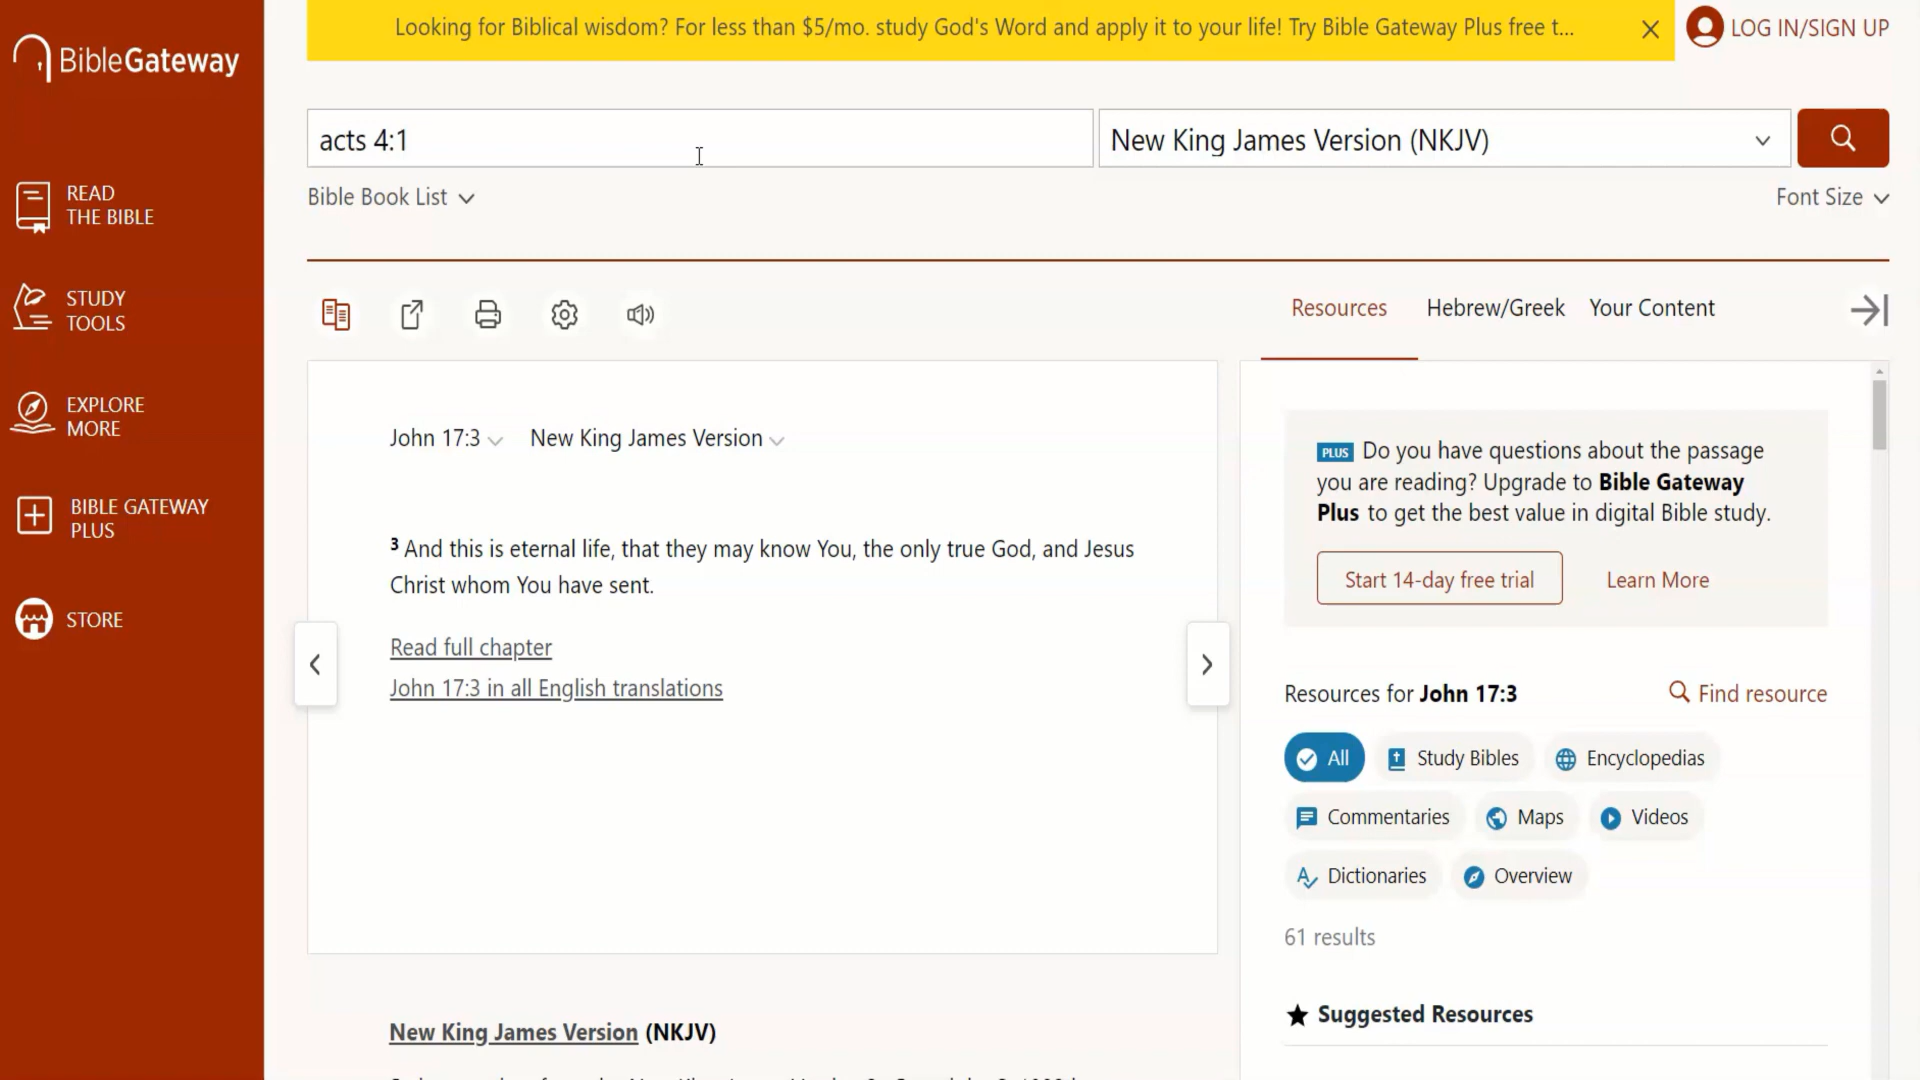 BibleGateway
READ
THE BIBLE
STUDY
TOOLS
EXPLORE
MORE
BIBLE GATEWAY
PLUS
STORE
Looking for Biblical wisdom? For less than $5/mo. study God's Word and apply it to your life! Try Bible Gateway Plus free t...
LOG IN/SIGN UP
acts 4:1
New King James Version (NKJV)
Bible Book List
Font Size
Resources
Hebrew/Greek
Your Content
John 17:3
New King James Version
3 And this is eternal life, that they may know You, the only true God, and Jesus
Christ whom You have sent.
Read full chapter
John 17:3 in all English translations
New King James Version (NKJV)
PLUS Do you have questions about the passage
you are reading? Upgrade to Bible Gateway
Plus to get the best value in digital Bible study.
Start 14-day free trial
Learn More
Resources for John 17:3
Find resource
All
Study Bibles
Encyclopedias
Commentaries
Maps
Videos
Dictionaries
Overview
61 results
Suggested Resources